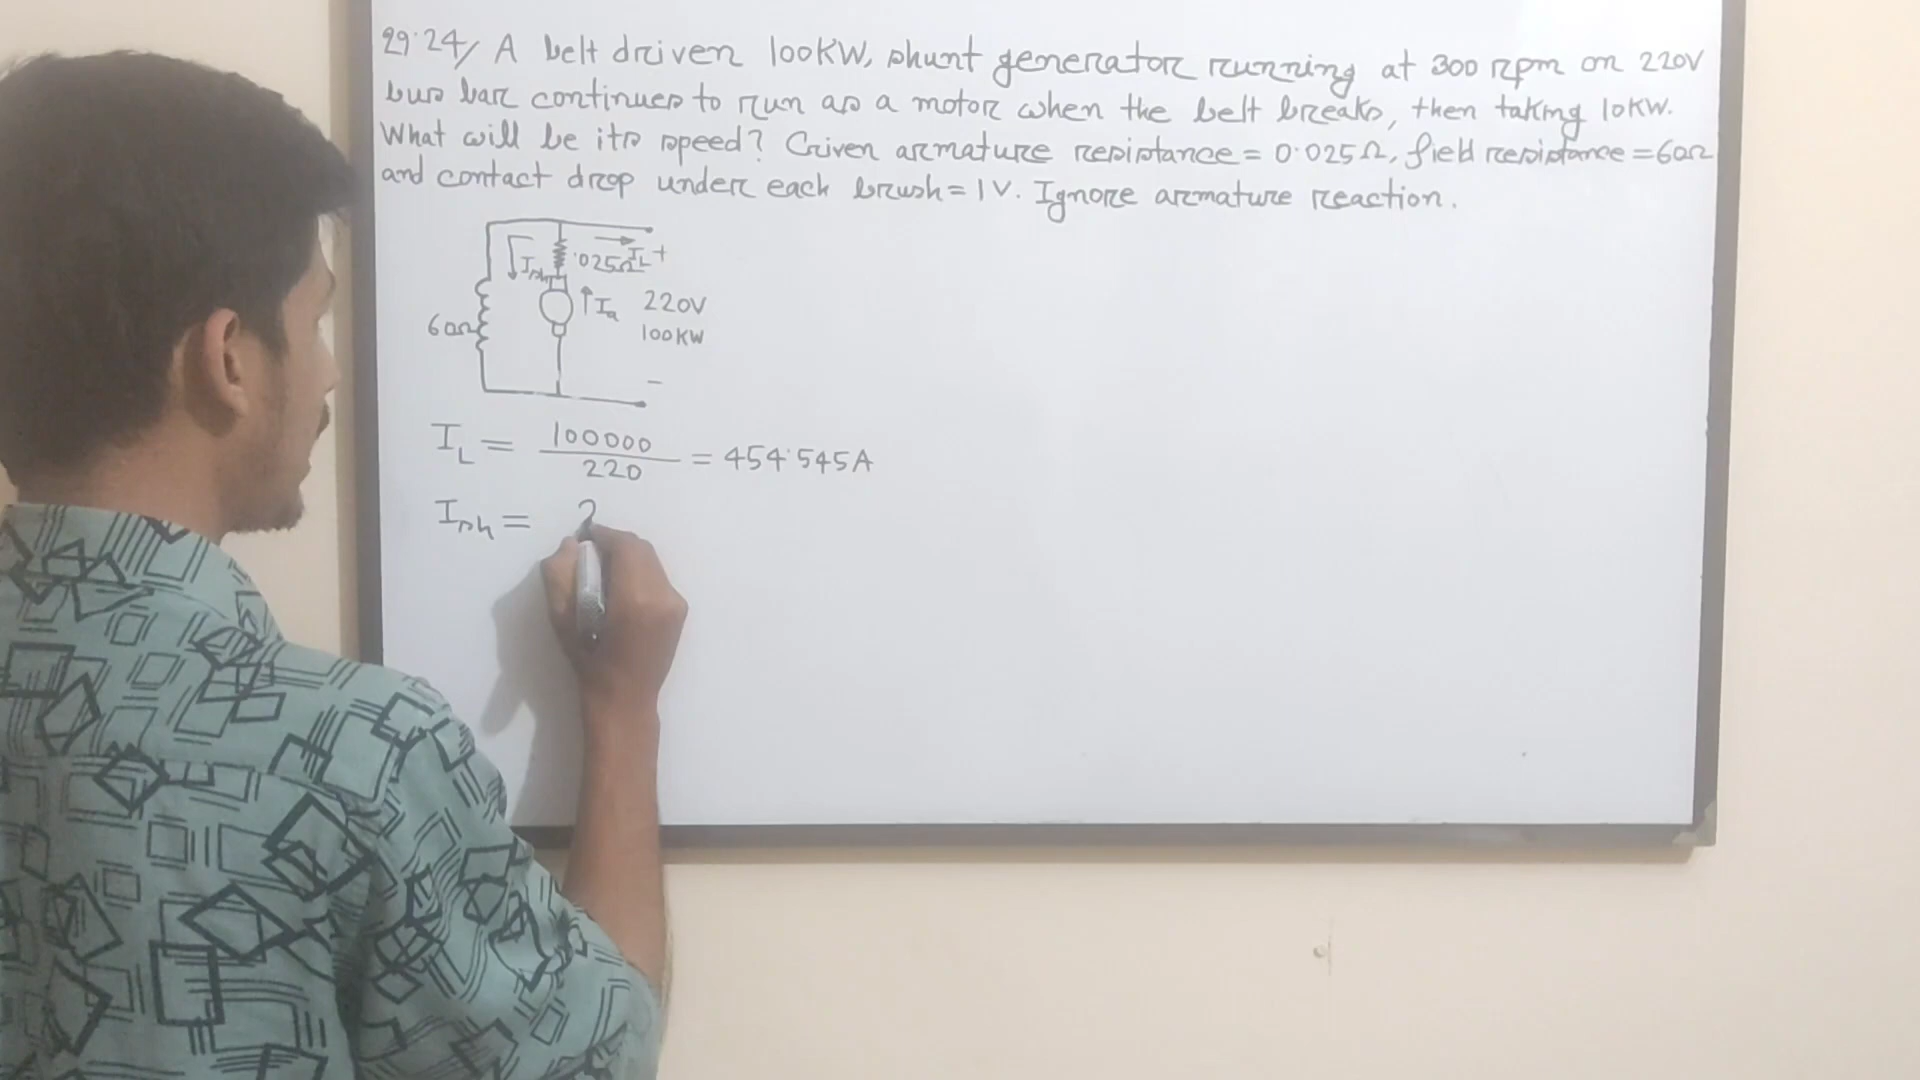 29.24/ A belt driven 100KW, shunt generator running at 300 rpm on 220V
bus bar continues to run as a motor when the belt breaks, then taking 10KW.
What will be its speed? Given armature resistance = 0.025Ω, field resistance = 60Ω
and contact drop under each brush = 1V. Ignore armature reaction.
Ish .025Ω IL +
60Ω Ia 220V
100KW
-
IL = 100000 / 220 = 454.545A
Ish = 2